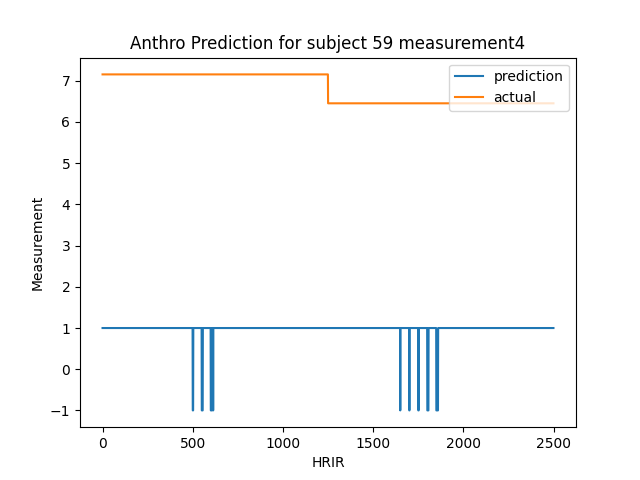 Anthro Prediction for subject 59 measurement4
prediction
actual
7
6
5
4
3
2
1
0
−1
Measurement
0 500 1000 1500 2000 2500
HRIR